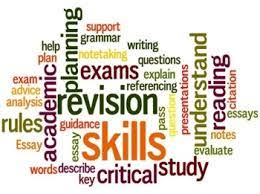 support
help
grammar
writing
plan
planning
notetaking
questions
exam
exams
explain
understand
advice
referencing
presentations
reading
citation
analysis
academic
revision
essays
rules
guidance
pass
question
notes
Essay
essay
skills
evaluate
words
describe
key
critical
study